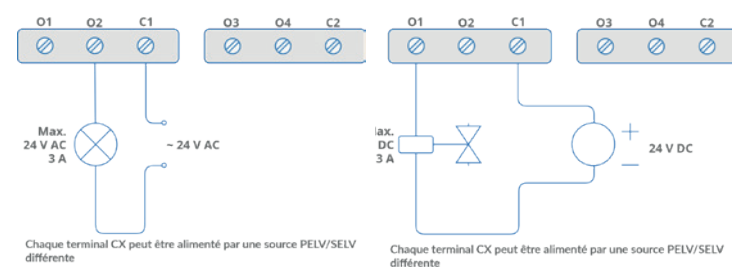 O1 O2 C1 O3 O4 C2
Max.
24 V AC
3 A
~ 24 V AC
Chaque terminal CX peut être alimenté par une source PELV/SELV
différente
O1 O2 C1 O3 O4 C2
ax.
DC
3 A
24 V DC
Chaque terminal CX peut être alimenté par une source PELV/SELV
différente